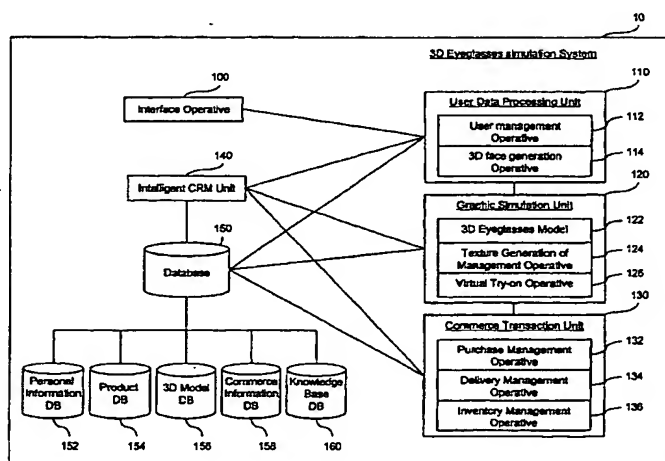 10
3D Eyeglasses simulation System
100
Interface Operative
110
User Data Processing Unit
User management
Operative
112
3D face generation
Operative
114
140
Intelligent CRM Unit
120
Graphic Simulation Unit
3D Eyeglasses Model
122
Texture Generation of
Management Operative
124
Virtual Try-on Operative
126
150
Database
130
Commerce Transaction
Unit
Purchase Management
Operative
132
Delivery Management
Operative
134
Inventory Management
Operative
136
Personal
Information
DB
152
Product
DB
154
3D Model
DB
156
Commerce
Information
DB
158
Knowledge
Base
DB
160